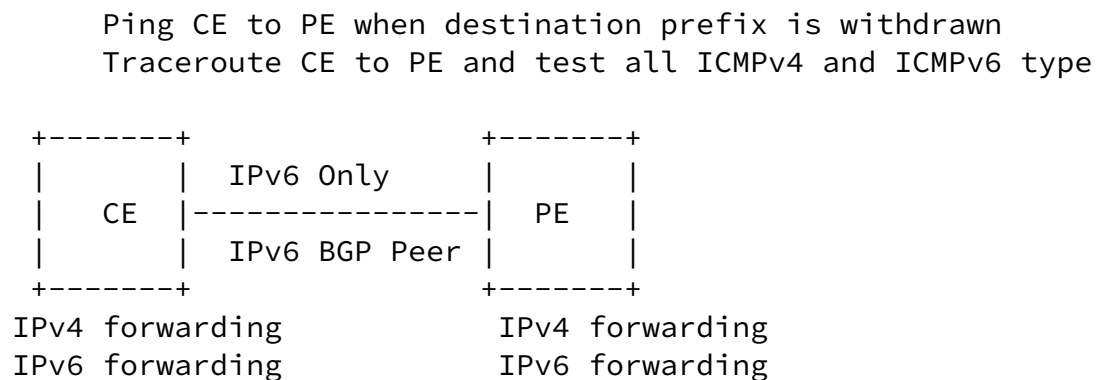 Ping CE to PE when destination prefix is withdrawn
Traceroute CE to PE and test all ICMPv4 and ICMPv6 type
+-------+                +-------+
|       |  IPv6 Only     |       |
|   CE  |----------------|  PE   |
|       |  IPv6 BGP Peer |       |
+-------+                +-------+
IPv4 forwarding            IPv4 forwarding
IPv6 forwarding            IPv6 forwarding